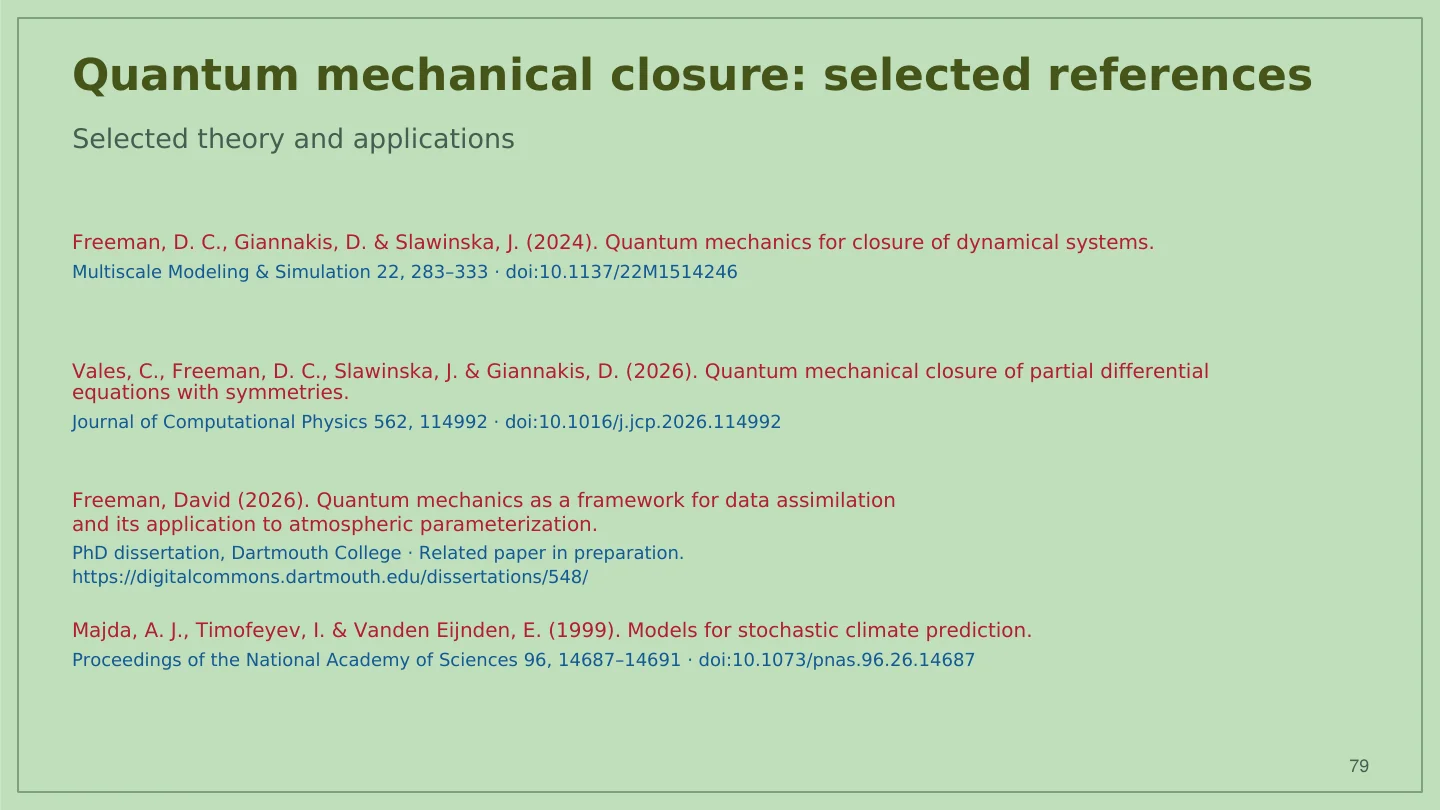 Quantum mechanical closure: selected references
Selected theory and applications
Freeman, D. C., Giannakis, D. & Slawinska, J. (2024). Quantum mechanics for closure of dynamical systems.
Multiscale Modeling & Simulation 22, 283–333 · doi:10.1137/22M1514246
Vales, C., Freeman, D. C., Slawinska, J. & Giannakis, D. (2026). Quantum mechanical closure of partial differential
equations with symmetries.
Journal of Computational Physics 562, 114992 · doi:10.1016/j.jcp.2026.114992
Freeman, David (2026). Quantum mechanics as a framework for data assimilation
and its application to atmospheric parameterization.
PhD dissertation, Dartmouth College · Related paper in preparation.
https://digitalcommons.dartmouth.edu/dissertations/548/
Majda, A. J., Timofeyev, I. & Vanden Eijnden, E. (1999). Models for stochastic climate prediction.
Proceedings of the National Academy of Sciences 96, 14687–14691 · doi:10.1073/pnas.96.26.14687
79